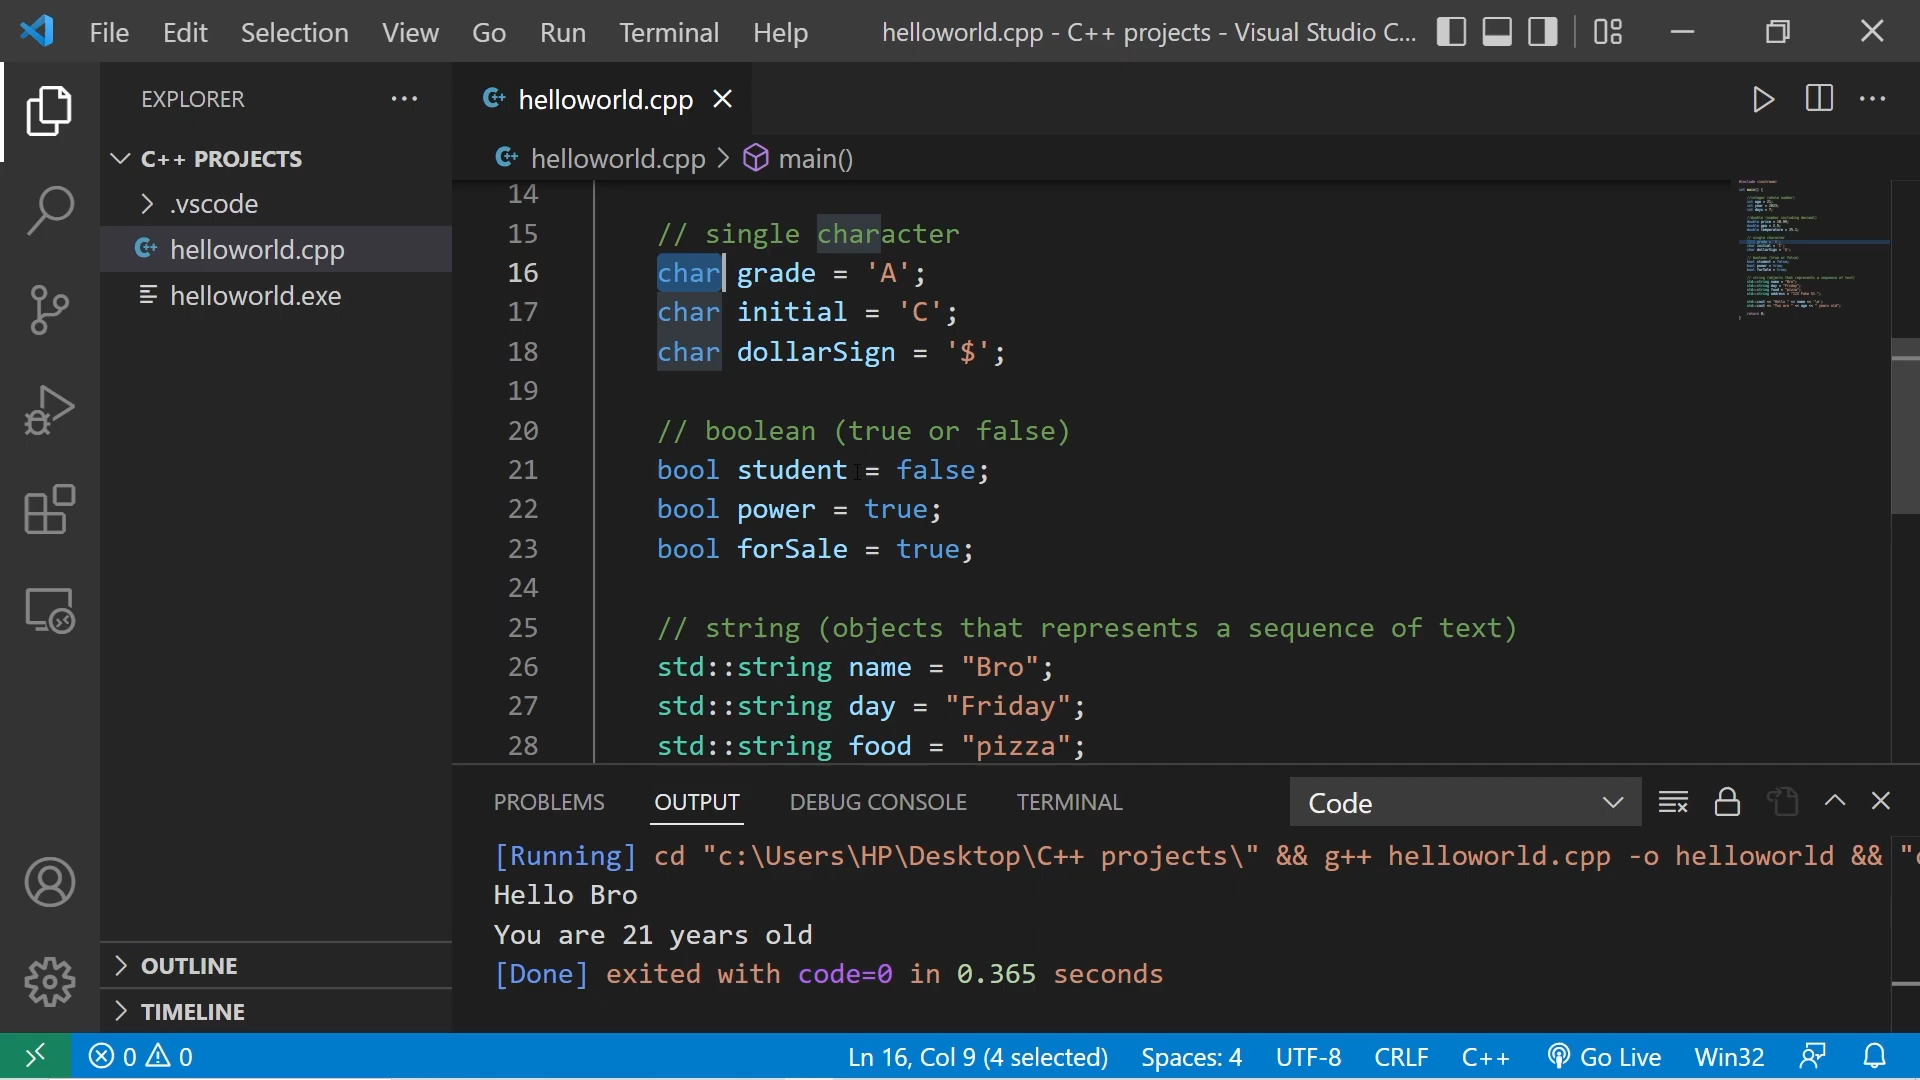 File Edit Selection View Go Run Terminal Help helloworld.cpp - C++ projects - Visual Studio C...
EXPLORER
C++ PROJECTS
.vscode
helloworld.cpp
helloworld.exe
OUTLINE
TIMELINE
helloworld.cpp
helloworld.cpp > main()
14
15 // single character
16 char grade = 'A';
17 char initial = 'C';
18 char dollarSign = '$';
19
20 // boolean (true or false)
21 bool student = false;
22 bool power = true;
23 bool forSale = true;
24
25 // string (objects that represents a sequence of text)
26 std::string name = "Bro";
27 std::string day = "Friday";
28 std::string food = "pizza";
PROBLEMS OUTPUT DEBUG CONSOLE TERMINAL Code
[Running] cd "c:\Users\HP\Desktop\C++ projects\" && g++ helloworld.cpp -o helloworld && "
Hello Bro
You are 21 years old
[Done] exited with code=0 in 0.365 seconds
0 0 Ln 16, Col 9 (4 selected) Spaces: 4 UTF-8 CRLF C++ Go Live Win32